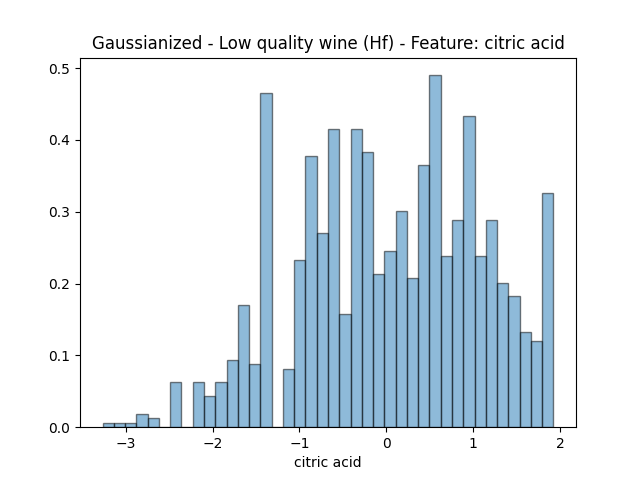 Gaussianized - Low quality wine (Hf) - Feature: citric acid
0.5
0.4
0.3
0.2
0.1
0.0
−3 −2 −1 0 1 2
citric acid